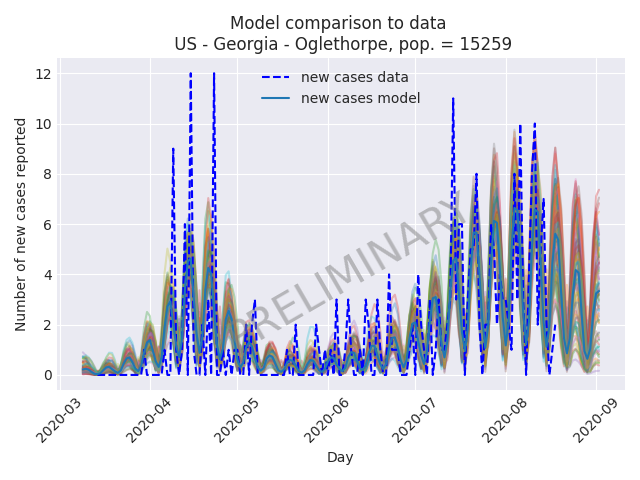 Model comparison to data
US - Georgia - Oglethorpe, pop. = 15259
new cases data
new cases model
Number of new cases reported
12
10
8
6
4
2
0
PRELIMINARY
2020-03
2020-04
2020-05
2020-06
2020-07
2020-08
2020-09
Day